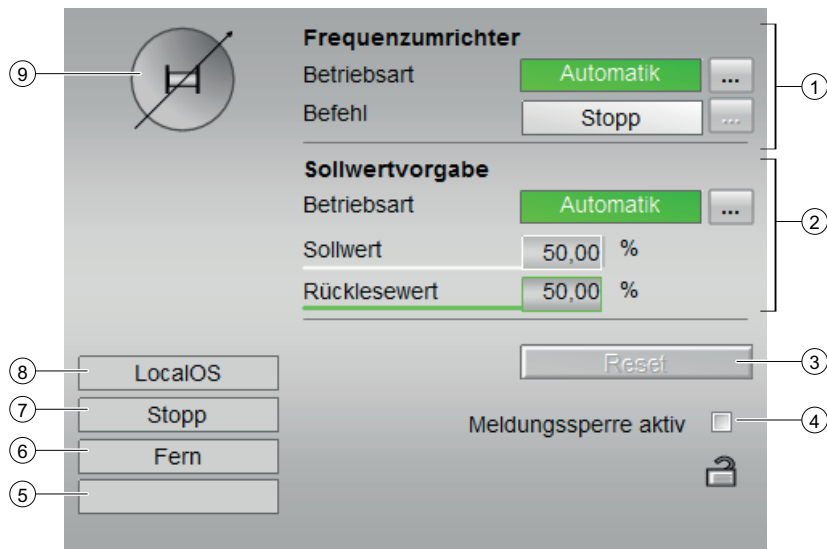 Frequenzumrichter
Betriebsart Automatik ...
Befehl Stopp ...
Sollwertvorgabe
Betriebsart Automatik ...
Sollwert 50,00 %
Rücklesewert 50,00 %
Reset
Meldungssperre aktiv
LocalOS
Stopp
Fern
1
2
3
4
5
6
7
8
9